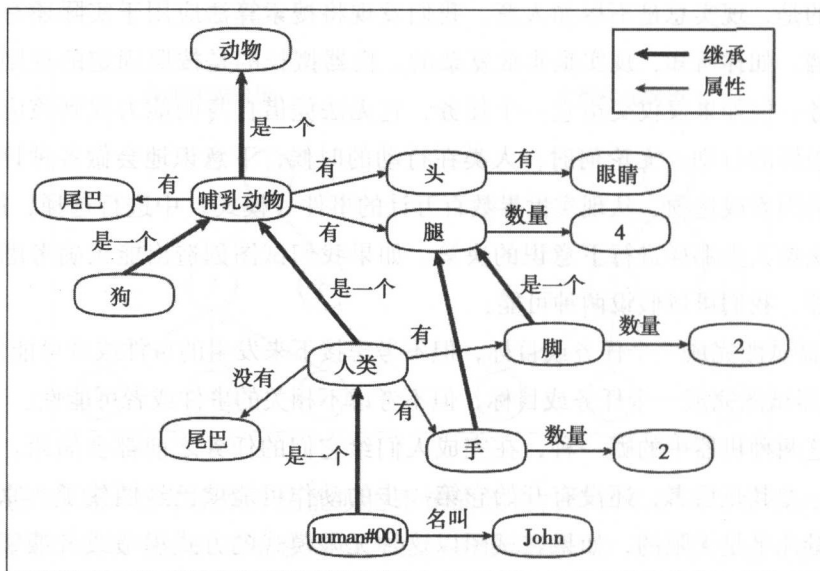 动物
继承
属性
是一个
尾巴
有
哺乳动物
有
头
有
眼睛
是一个
有
腿
数量
4
狗
是一个
是一个
有
脚
数量
2
没有
人类
有
尾巴
是一个
手
数量
2
human#001
名叫
John